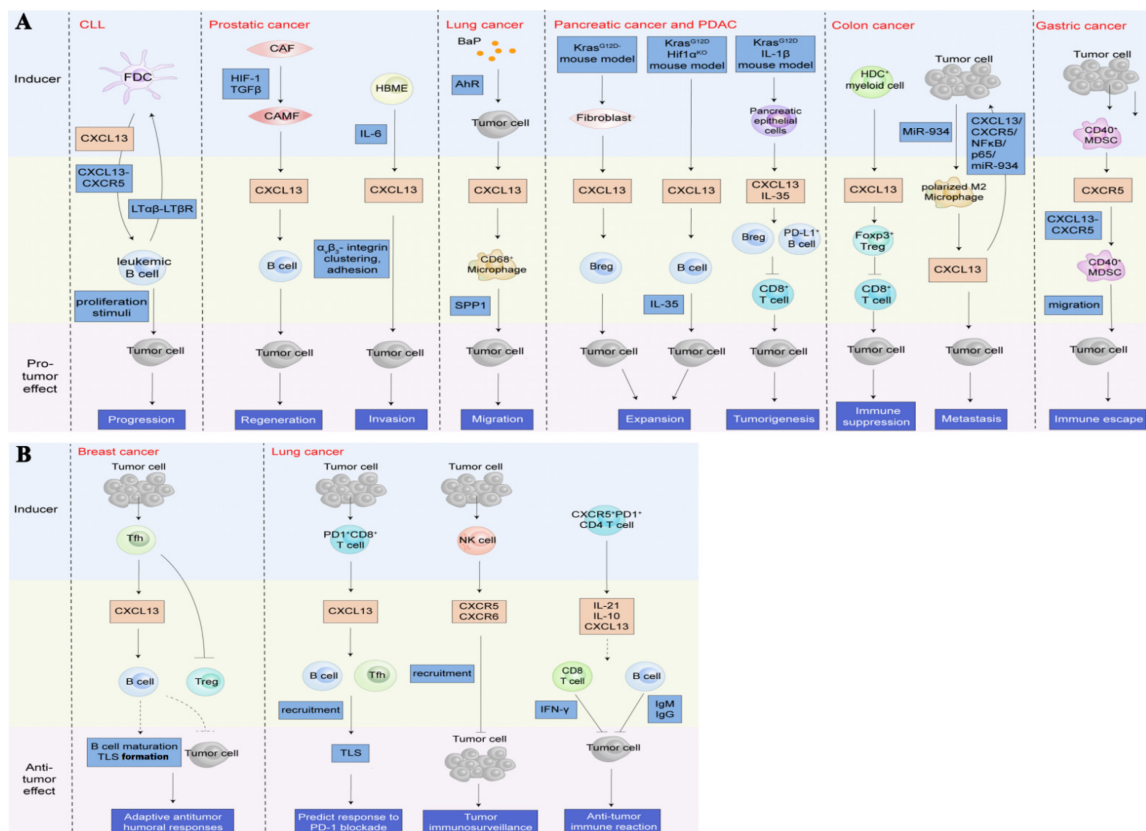 A
CLL
Prostatic cancer
Lung cancer
Pancreatic cancer and PDAC
Colon cancer
Gastric cancer
Inducer
Pro-
tumor
effect
FDC
CXCL13
CXCL13-
CXCR5
LTαβ-LTβR
leukemic
B cell
proliferation
stimuli
Tumor cell
Progression
CAF
HIF-1
TGFβ
CAMF
CXCL13
B cell
Tumor cell
Regeneration
HBME
IL-6
CXCL13
αᵥβ₃- integrin
clustering,
adhesion
Tumor cell
Invasion
BaP
AhR
Tumor cell
CXCL13
CD68⁺
Microphage
SPP1
Tumor cell
Migration
Kras^G12D-
mouse model
Fibroblast
CXCL13
Breg
Tumor cell
Kras^G12D
Hif1α^KO
mouse model
CXCL13
B cell
IL-35
Tumor cell
Expansion
Kras^G12D
IL-1β
mouse model
Pancreatic
epithelial
cells
CXCL13
IL-35
Breg
PD-L1⁺
B cell
CD8⁺
T cell
Tumor cell
Tumorigenesis
HDC⁺
myeloid cell
CXCL13
Foxp3⁺
Treg
CD8⁺
T cell
Tumor cell
Immune
suppression
Tumor cell
MiR-934
CXCL13/
CXCR5/
NFκB/
p65/
miR-934
polarized M2
Microphage
CXCL13
Tumor cell
Metastasis
Tumor cell
CD40⁺
MDSC
CXCR5
CXCL13-
CXCR5
CD40⁺
MDSC
migration
Tumor cell
Immune escape
B
Breast cancer
Lung cancer
Inducer
Anti-
tumor
effect
Tumor cell
Tfh
CXCL13
B cell
Treg
B cell maturation
TLS formation
Tumor cell
Adaptive antitumor
humoral responses
Tumor cell
PD1⁺CD8⁺
T cell
CXCL13
B cell
Tfh
recruitment
TLS
Predict response to
PD-1 blockade
Tumor cell
NK cell
CXCR5
CXCR6
recruitment
Tumor cell
Tumor
immunosurveillance
CXCR5⁺PD1⁺
CD4 T cell
IL-21
IL-10
CXCL13
CD8
T cell
B cell
IFN-γ
IgM
IgG
Tumor cell
Anti-tumor
immune reaction